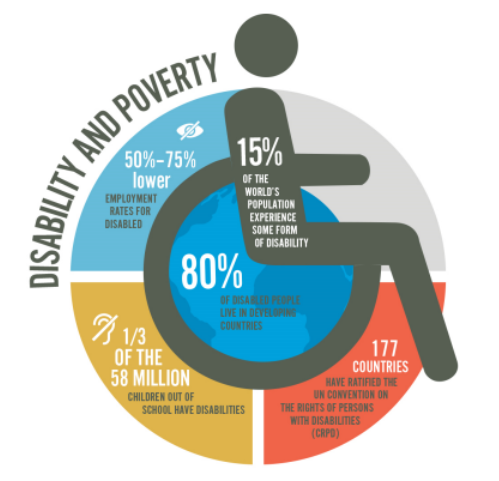 DISABILITY AND POVERTY
50%–75%
lower
EMPLOYMENT
RATES FOR
DISABLED
15%
OF THE
WORLD'S
POPULATION
EXPERIENCE
SOME FORM
OF DISABILITY
80%
OF DISABLED PEOPLE
LIVE IN DEVELOPING
COUNTRIES
1/3
OF THE
58 MILLION
CHILDREN OUT OF
SCHOOL HAVE DISABILITIES
177
COUNTRIES
HAVE RATIFIED THE
UN CONVENTION ON
THE RIGHTS OF PERSONS
WITH DISABILITIES
(CRPD)